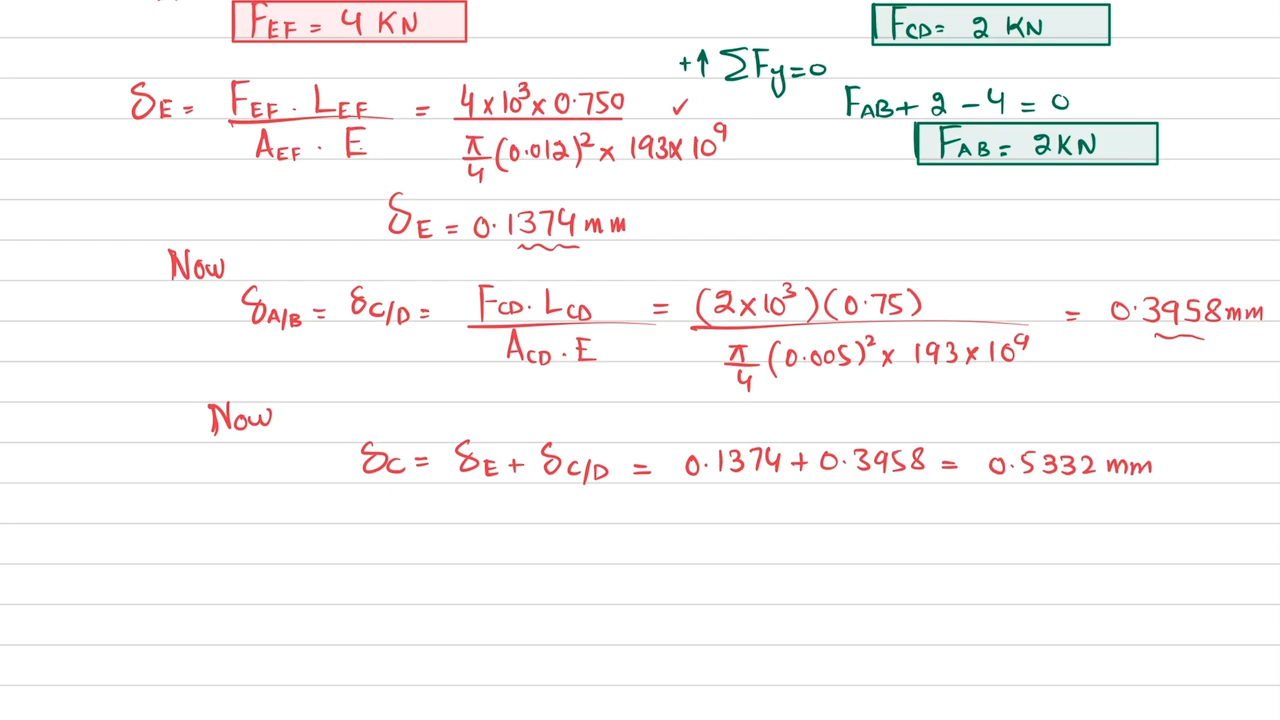 F_EF = 4 KN
F_CD = 2 KN
+↑ ΣFy=0
δ_E = F_EF . L_EF / A_EF . E = 4×10³×0.750 / π/4 (0.012)² × 193×10⁹ ✓
F_AB + 2 - 4 = 0
F_AB = 2KN
δ_E = 0.1374 mm
Now
δ_A/B = δ_C/D = F_CD . L_CD / A_CD . E = (2×10³)(0.75) / π/4 (0.005)² × 193×10⁹ = 0.3958mm
Now
δ_C = δ_E + δ_C/D = 0.1374 + 0.3958 = 0.5332 mm